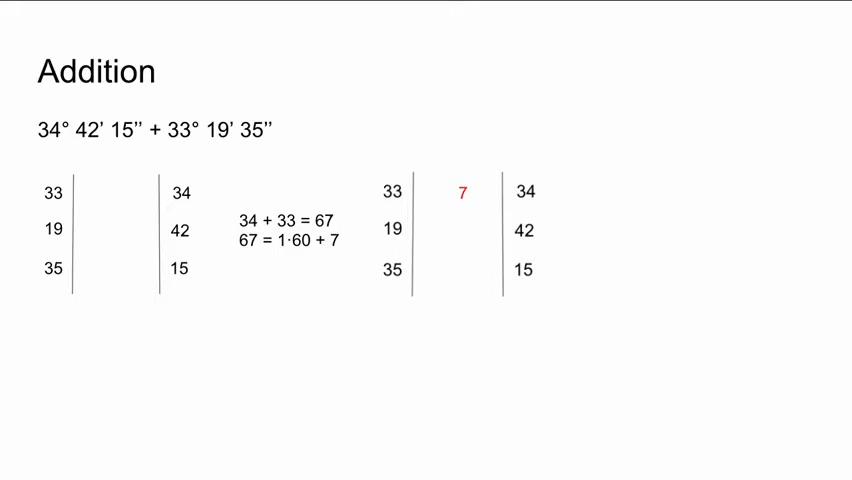 Addition
34° 42’ 15’’ + 33° 19’ 35’’
33 34 33 7 34
34 + 33 = 67
19 42 19 42
67 = 1·60 + 7
35 15 35 15